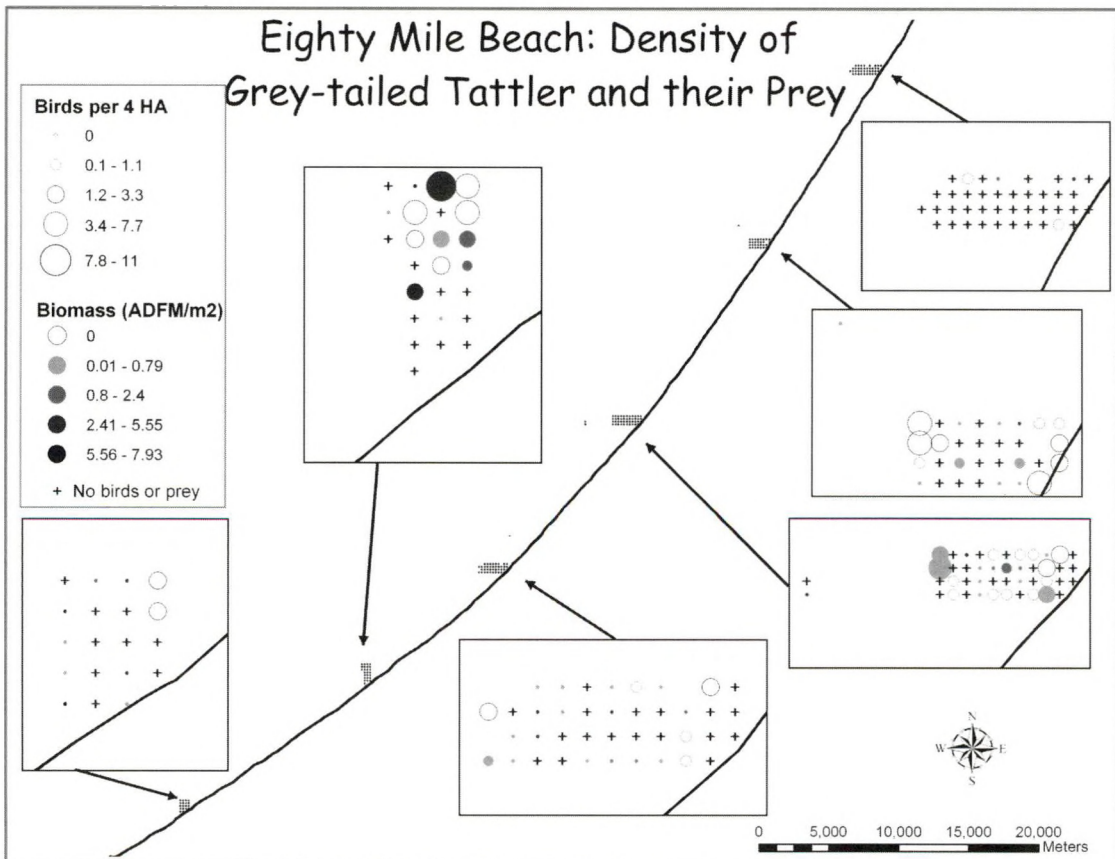 Eighty Mile Beach: Density of
Grey-tailed Tattler and their Prey
Birds per 4 HA
0
0.1 - 1.1
1.2 - 3.3
3.4 - 7.7
7.8 - 11
Biomass (ADFM/m2)
0
0.01 - 0.79
0.8 - 2.4
2.41 - 5.55
5.56 - 7.93
+ No birds or prey
N
W E
S
0 5,000 10,000 15,000 20,000
Meters